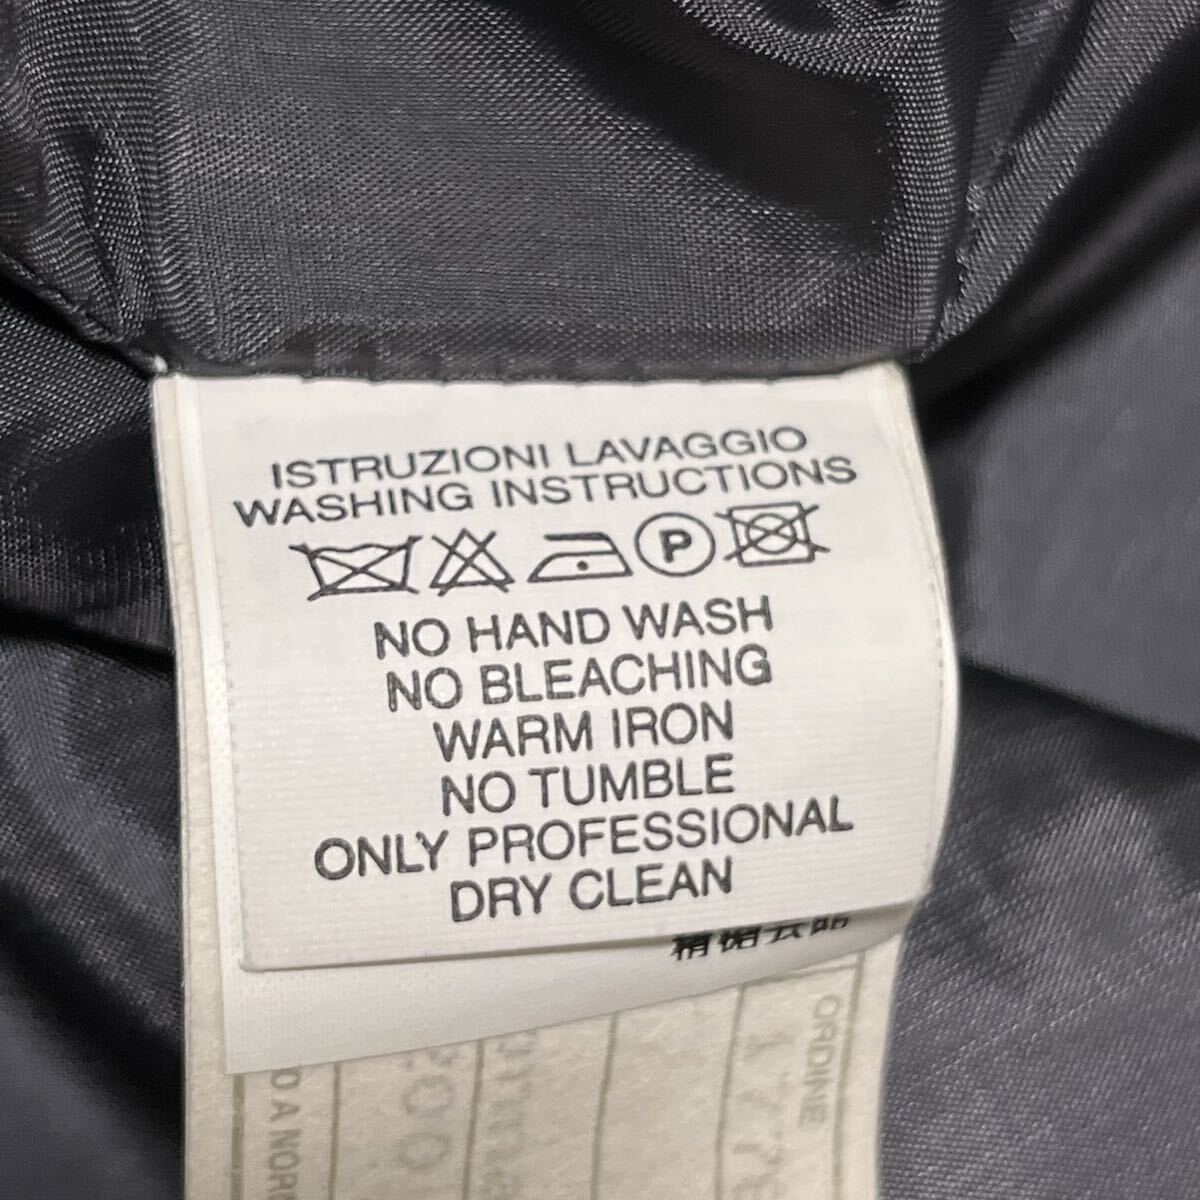 ISTRUZIONI LAVAGGIO
WASHING INSTRUCTIONS
P
NO HAND WASH
NO BLEACHING
WARM IRON
NO TUMBLE
ONLY PROFESSIONAL
DRY CLEAN
ORDINE